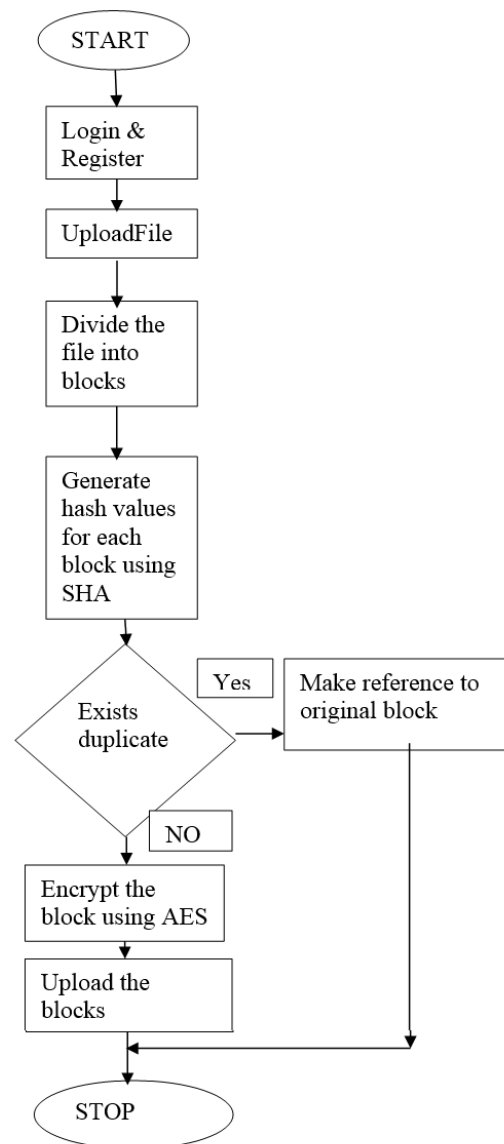 START
Login &
Register
UploadFile
Divide the
file into
blocks
Generate
hash values
for each
block using
SHA
Exists
duplicate
Yes
Make reference to
original block
NO
Encrypt the
block using AES
Upload the
blocks
STOP